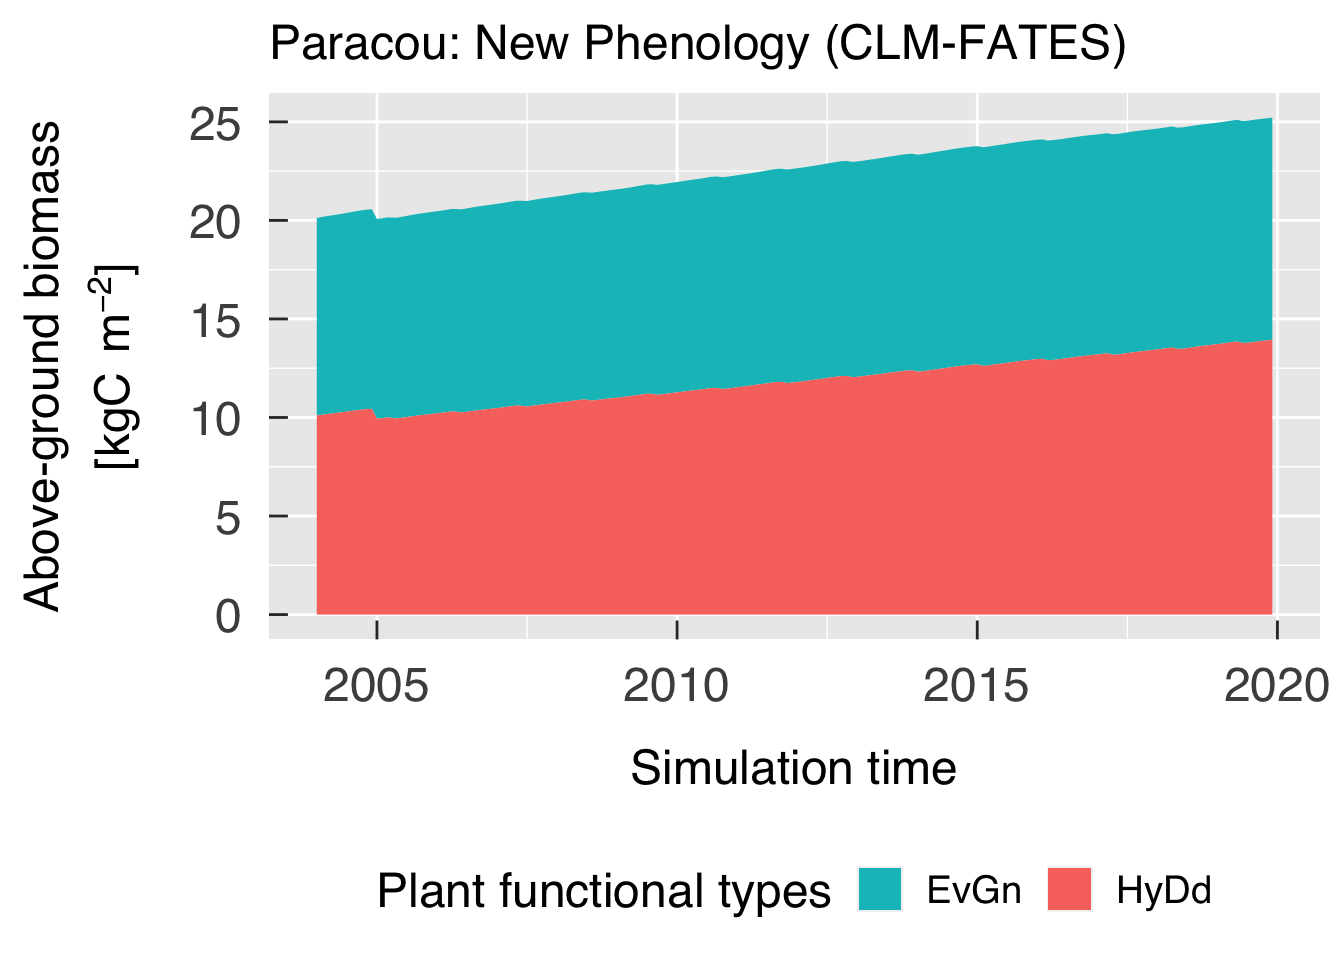 Paracou: New Phenology (CLM-FATES)
Above-ground biomass
[kgC m⁻²]
25
20
15
10
5
0
2005 2010 2015 2020
Simulation time
Plant functional types EvGn HyDd